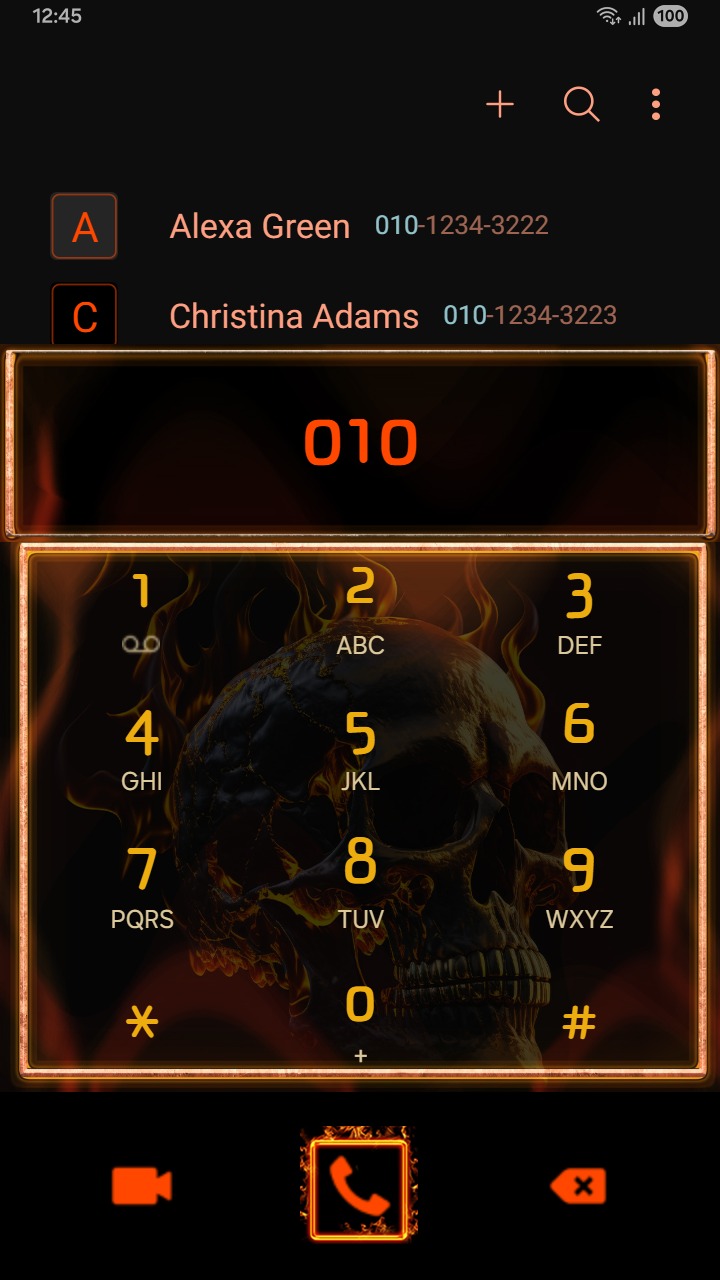 12:45 100
A Alexa Green 010-1234-3222
C Christina Adams 010-1234-3223
010
1 2 3
ABC DEF
4 5 6
GHI JKL MNO
7 8 9
PQRS TUV WXYZ
* 0 #
+